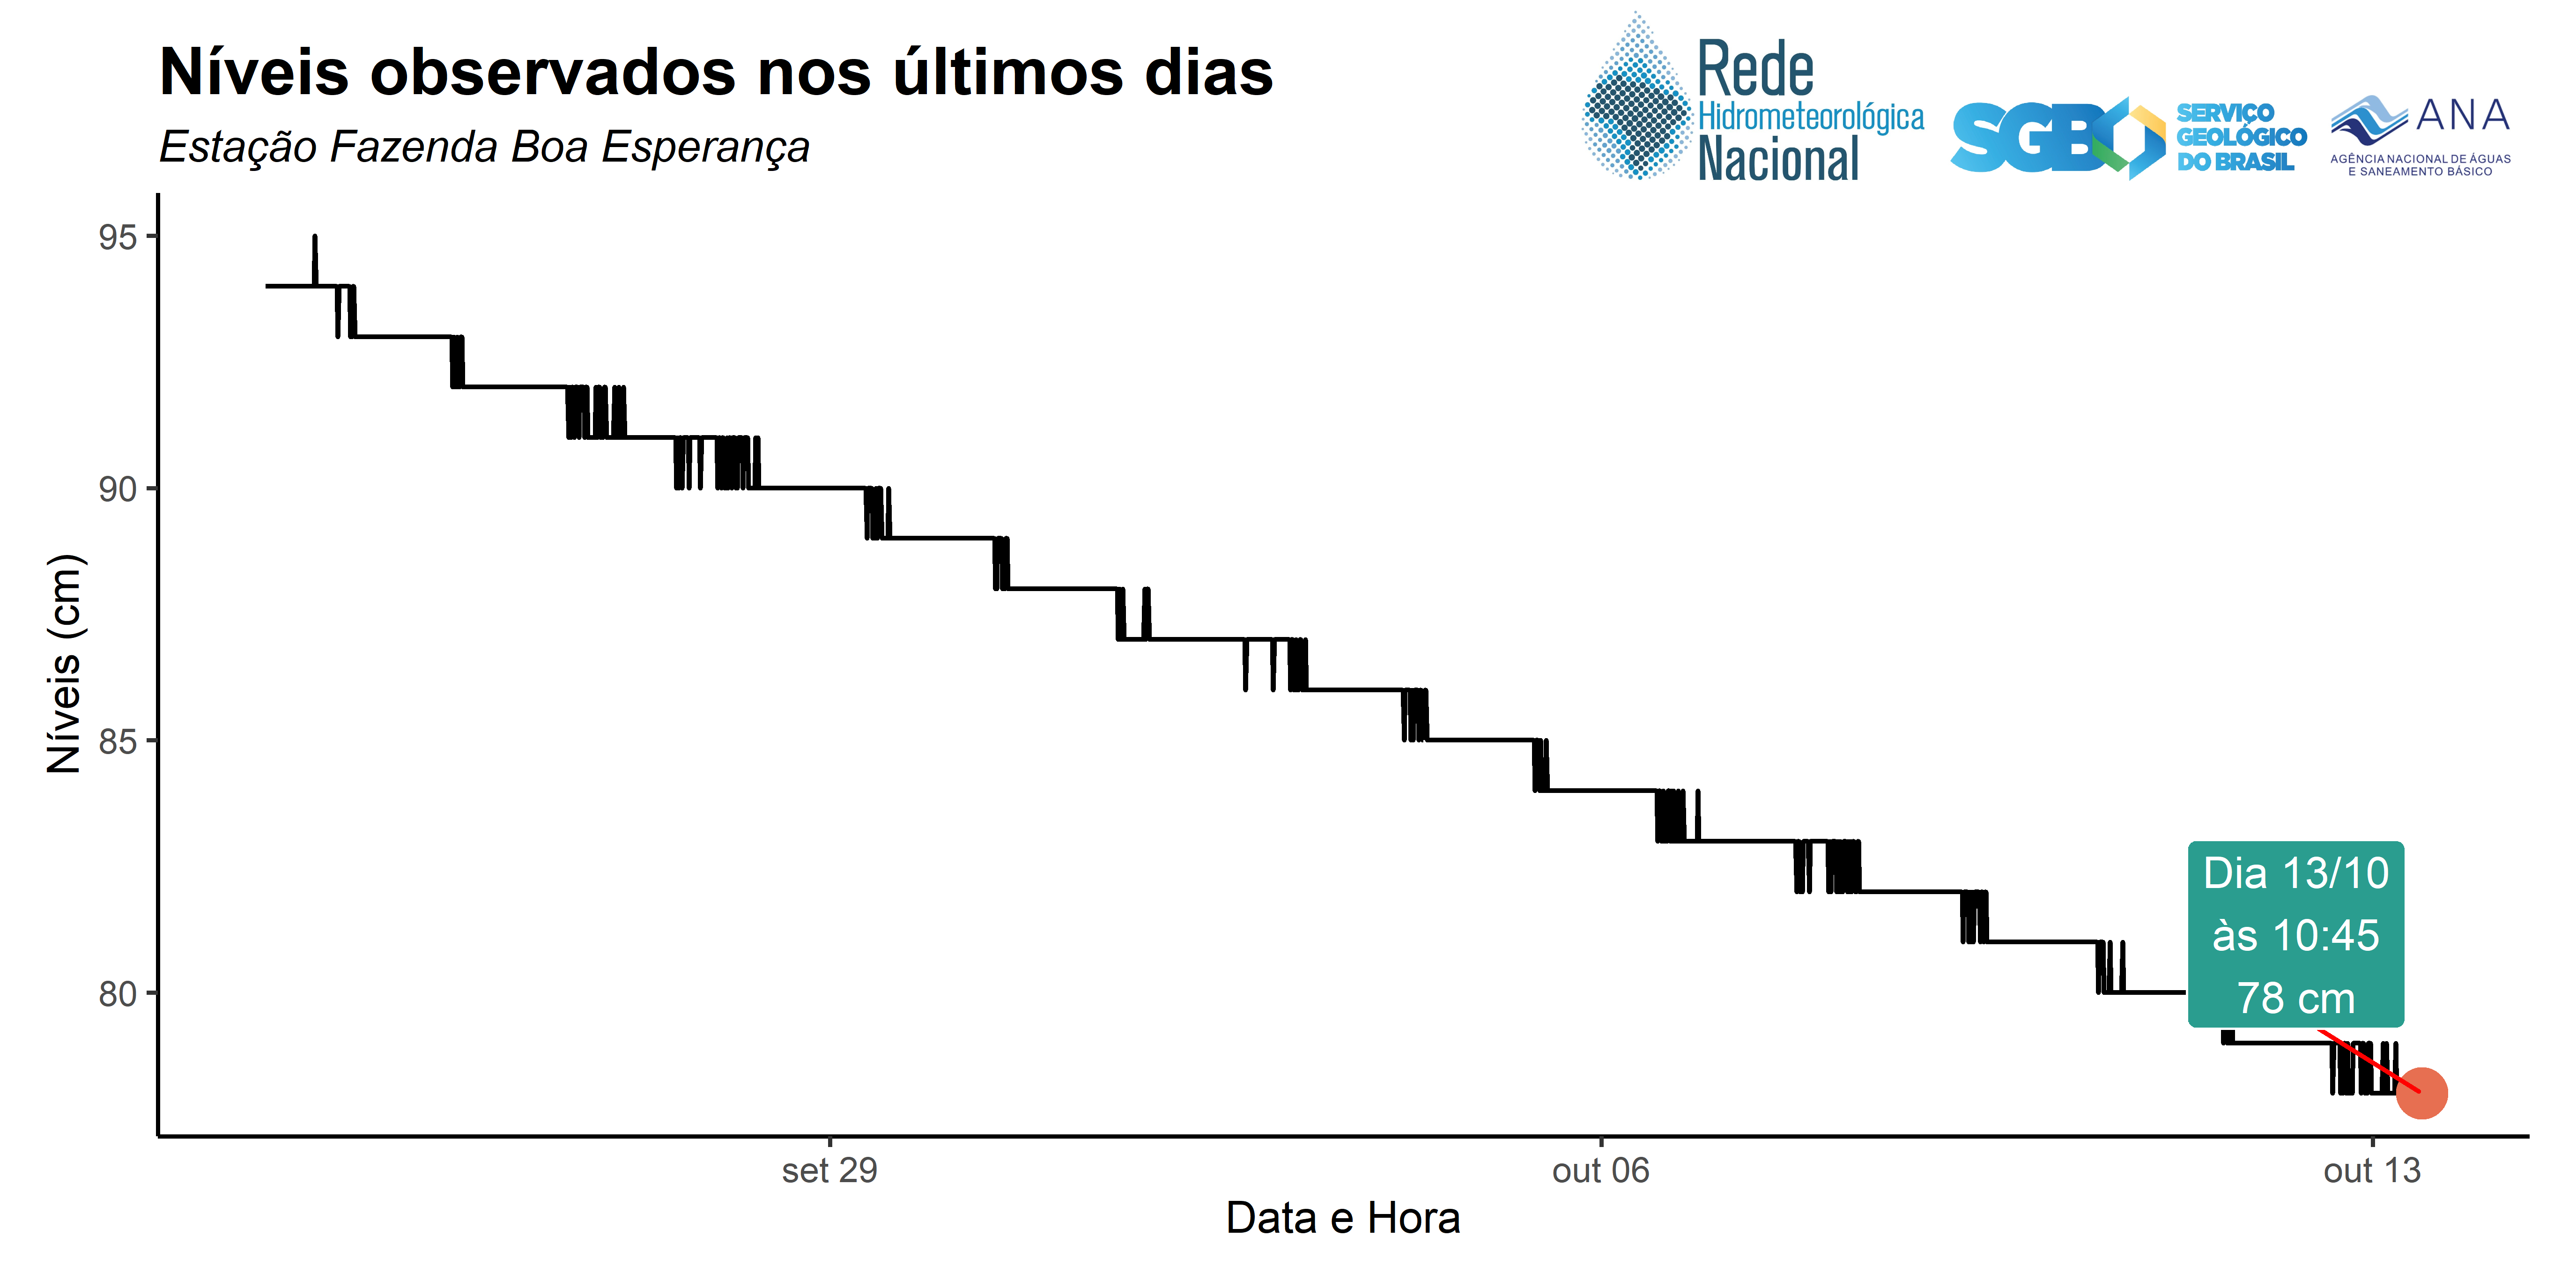 Níveis observados nos últimos dias
Estação Fazenda Boa Esperança
Rede
Hidrometeorológica
Nacional
SGB
SERVIÇO
GEOLÓGICO
DO BRASIL
ANA
AGÊNCIA NACIONAL DE ÁGUAS
E SANEAMENTO BÁSICO
Níveis (cm)
95
90
85
80
Dia 13/10
às 10:45
78 cm
set 29
out 06
out 13
Data e Hora